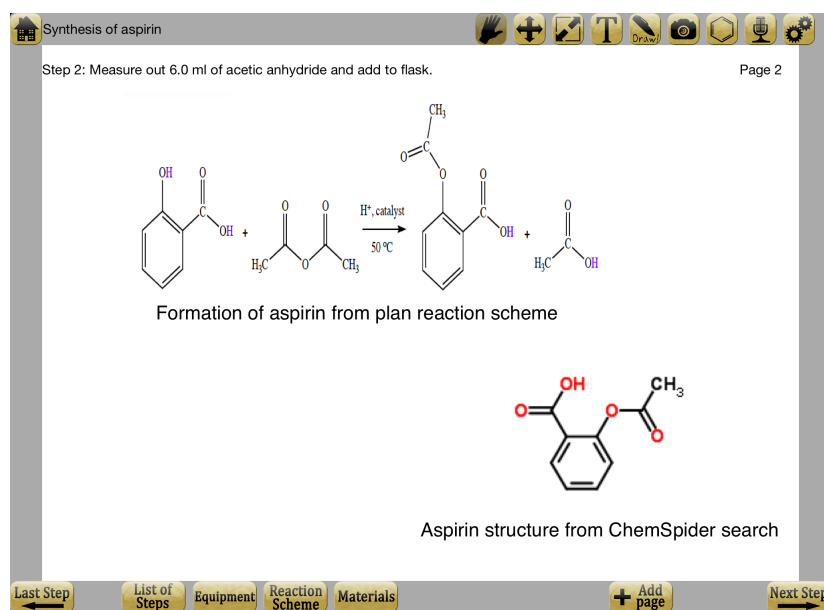 Synthesis of aspirin
T
Draw!
Step 2: Measure out 6.0 ml of acetic anhydride and add to flask.
Page 2
CH₃
O
C
O
OH
O
C
OH
+
O
O
H₃C
O
CH₃
H⁺, catalyst
50 ºC
O
C
OH
+
O
C
H₃C
OH
Formation of aspirin from plan reaction scheme
OH
O
O
CH₃
O
Aspirin structure from ChemSpider search
Last Step
List of
Steps
Equipment
Reaction
Scheme
Materials
+ Add
page
Next Step